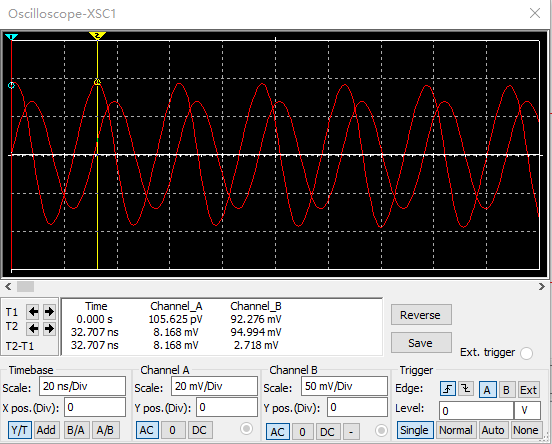 Oscilloscope-XSC1
1 2
T1
T2
T2-T1
Time Channel_A Channel_B
0.000 s 105.625 pV 92.276 mV
32.707 ns 8.168 mV 94.994 mV
32.707 ns 8.168 mV 2.718 mV
Reverse
Save
Ext. trigger
Timebase
Scale: 20 ns/Div
X pos.(Div): 0
Y/T Add B/A A/B
Channel A
Scale: 20 mV/Div
Y pos.(Div): 0
AC 0 DC
Channel B
Scale: 50 mV/Div
Y pos.(Div): 0
AC 0 DC -
Trigger
Edge: A B Ext
Level: 0 V
Single Normal Auto None